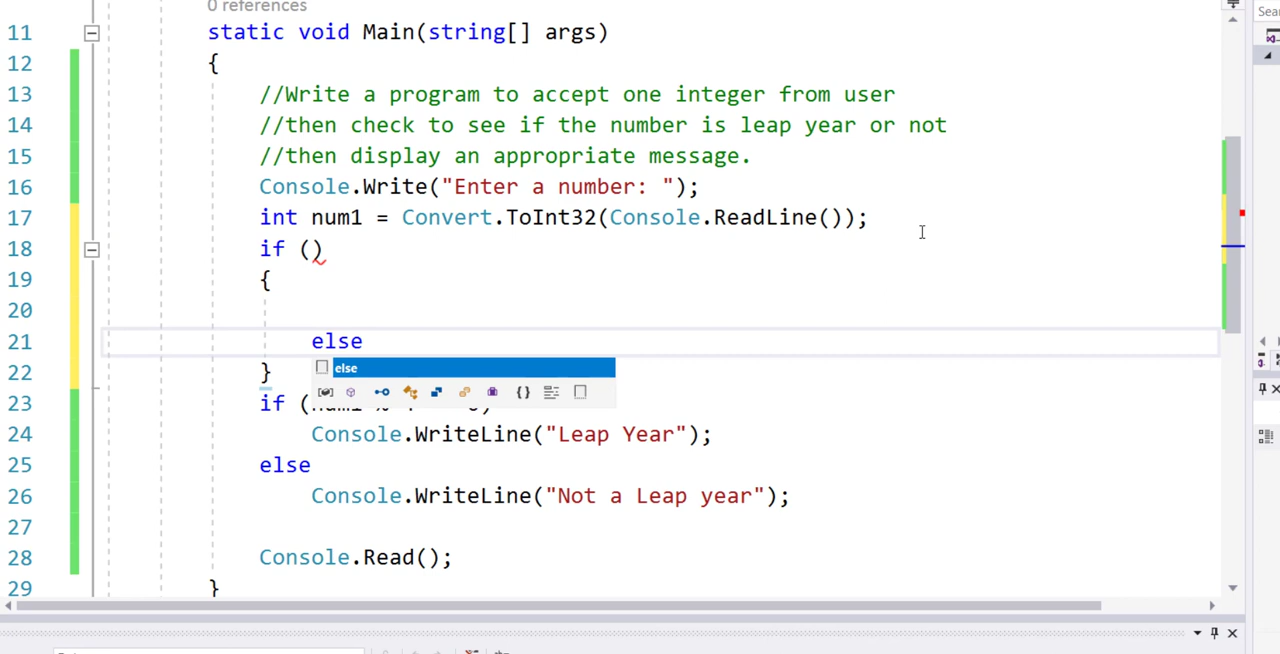 0 references
11 static void Main(string[] args)
12 {
13 //Write a program to accept one integer from user
14 //then check to see if the number is leap year or not
15 //then display an appropriate message.
16 Console.Write("Enter a number: ");
17 int num1 = Convert.ToInt32(Console.ReadLine());
18 if ()
19 {
20
21 else
else
22 }
23 if (
24 Console.WriteLine("Leap Year");
25 else
26 Console.WriteLine("Not a Leap year");
27
28 Console.Read();
29 }
Sear